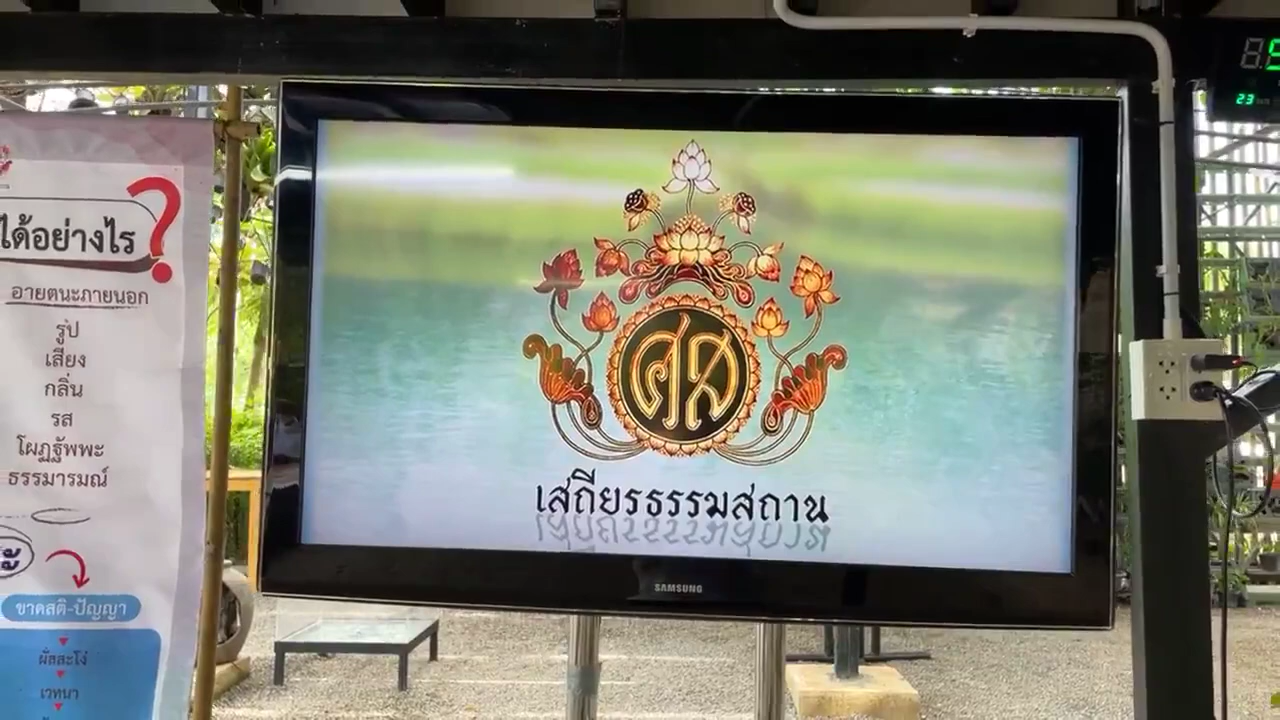 ได้อย่างไร?
อายตนะภายนอก
รูป
เสียง
กลิ่น
รส
โผฏฐัพพะ
ธรรมารมณ์
ขาดสติ-ปัญญา
ผัสสะโง่
เวทนา
ศส
เสถียรธรรมสถาน
SAMSUNG
23